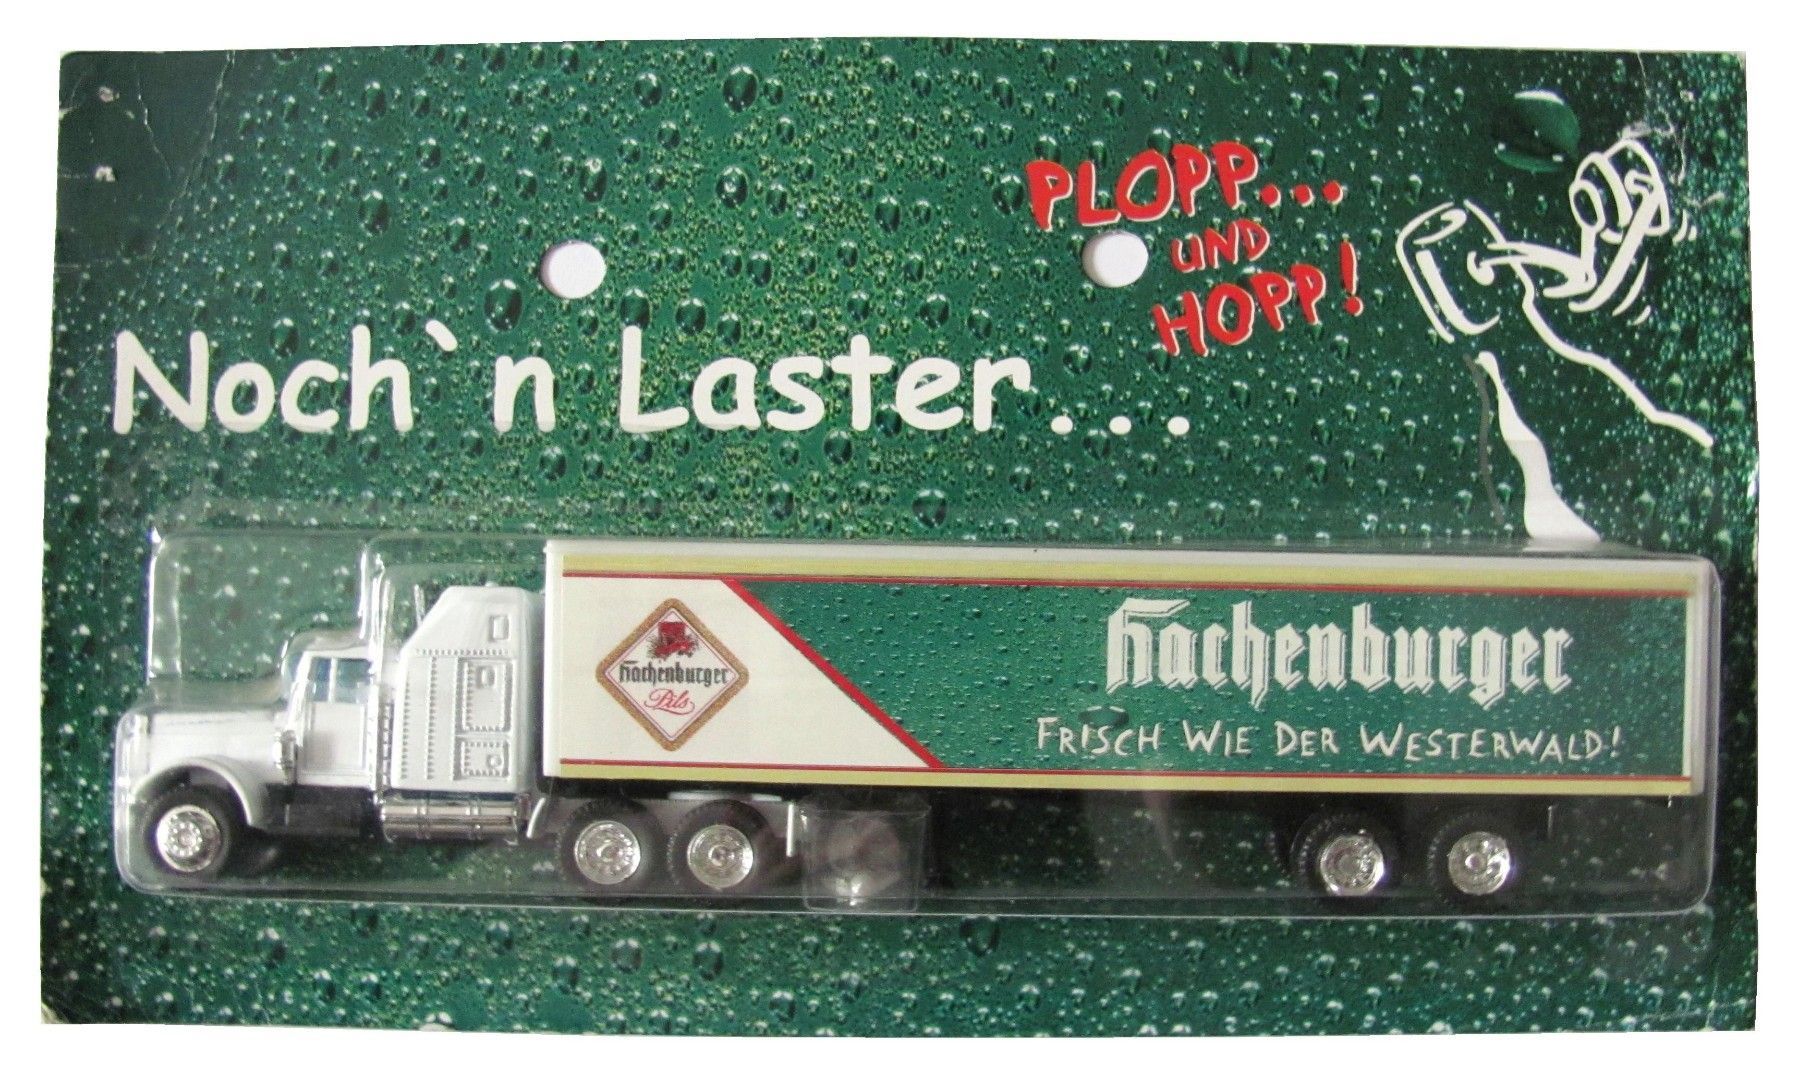 PLOPP...
UND
HOPP!
Noch`n Laster...
Hachenburger
Pils
Hachenburger
FRISCH WIE DER WESTERWALD!